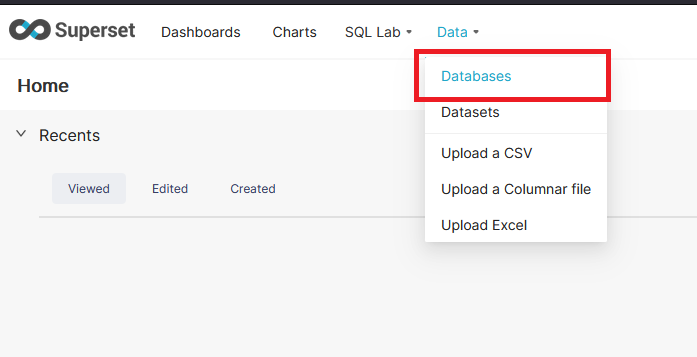 Superset Dashboards Charts SQL Lab Data
Databases
Home
Datasets
Recents
Upload a CSV
Viewed Edited Created Upload a Columnar file
Upload Excel